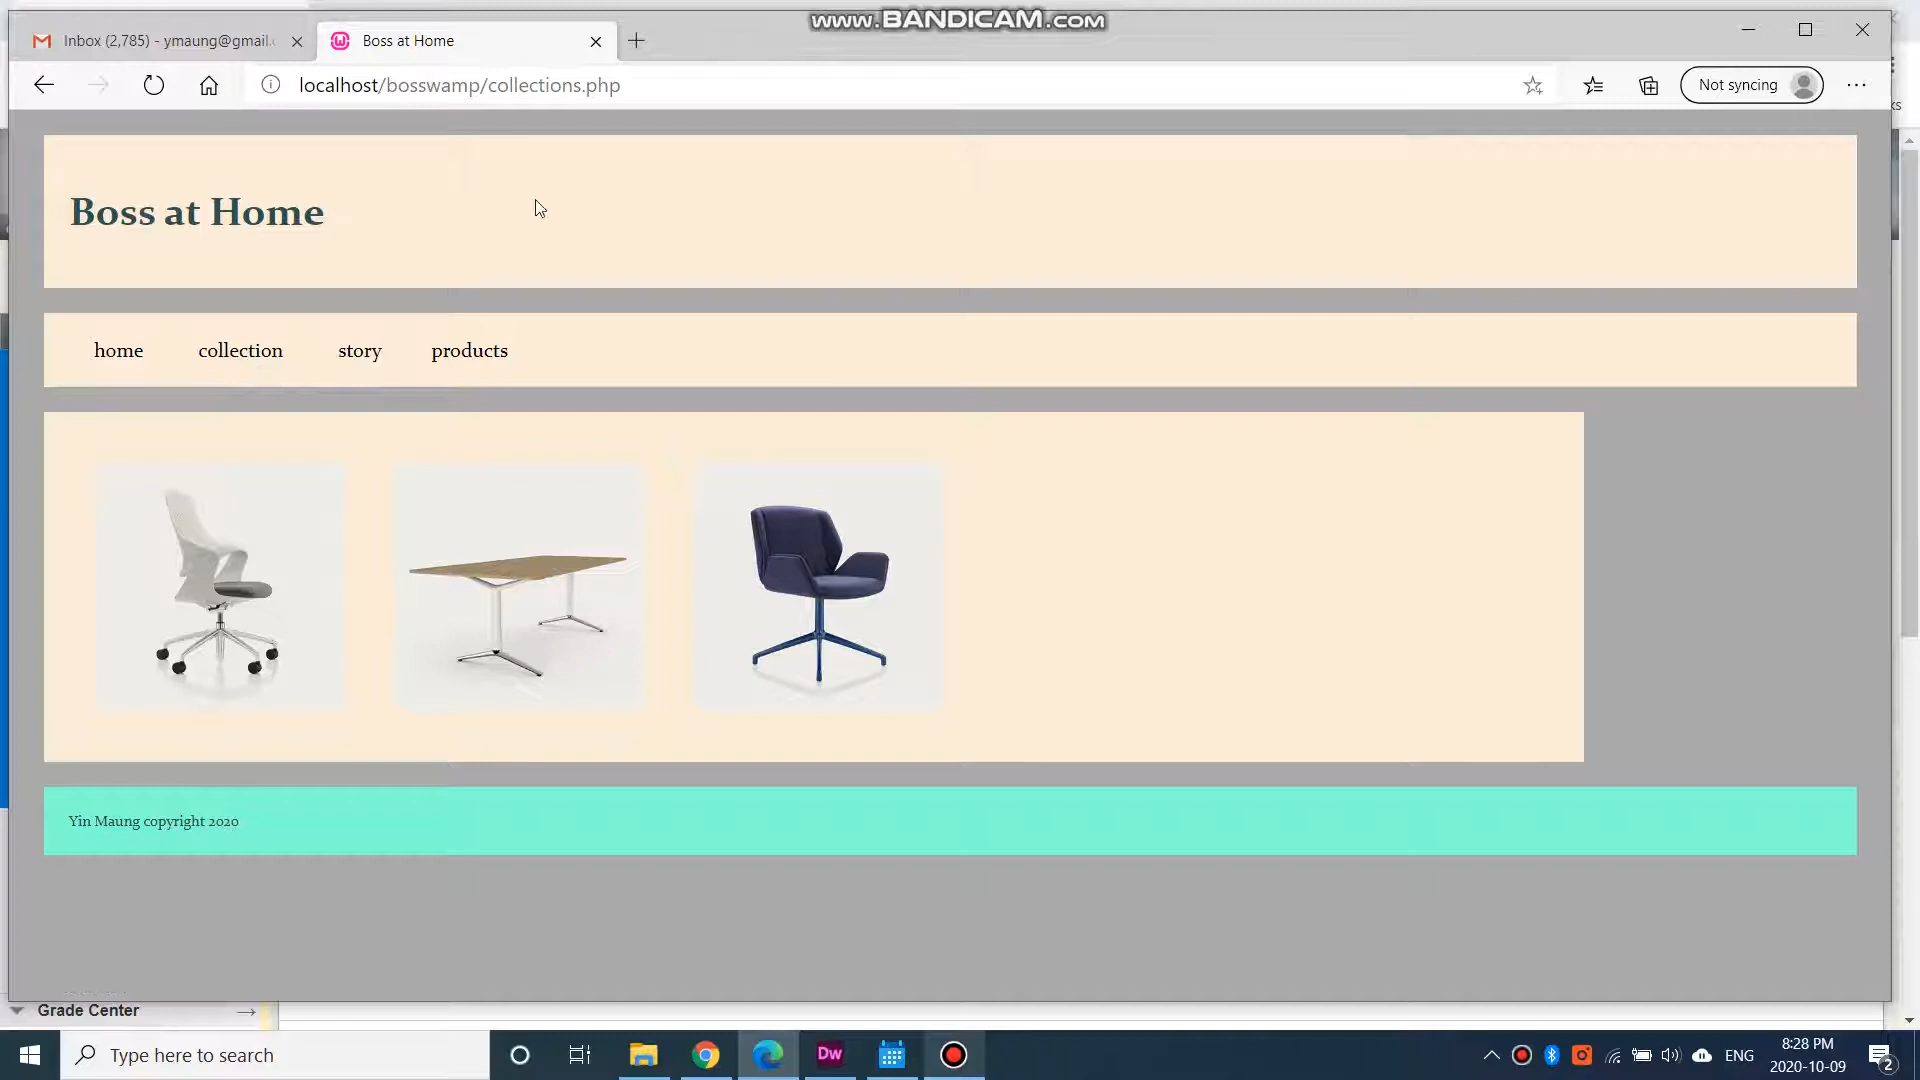 www.BANDICAM.com
Inbox (2,785) - ymaung@gmail.
Boss at Home
localhost/bosswamp/collections.php
Not syncing
Boss at Home
home collection story products
Yin Maung copyright 2020
Grade Center
Type here to search
Dw
ENG
8:28 PM
2020-10-09
2